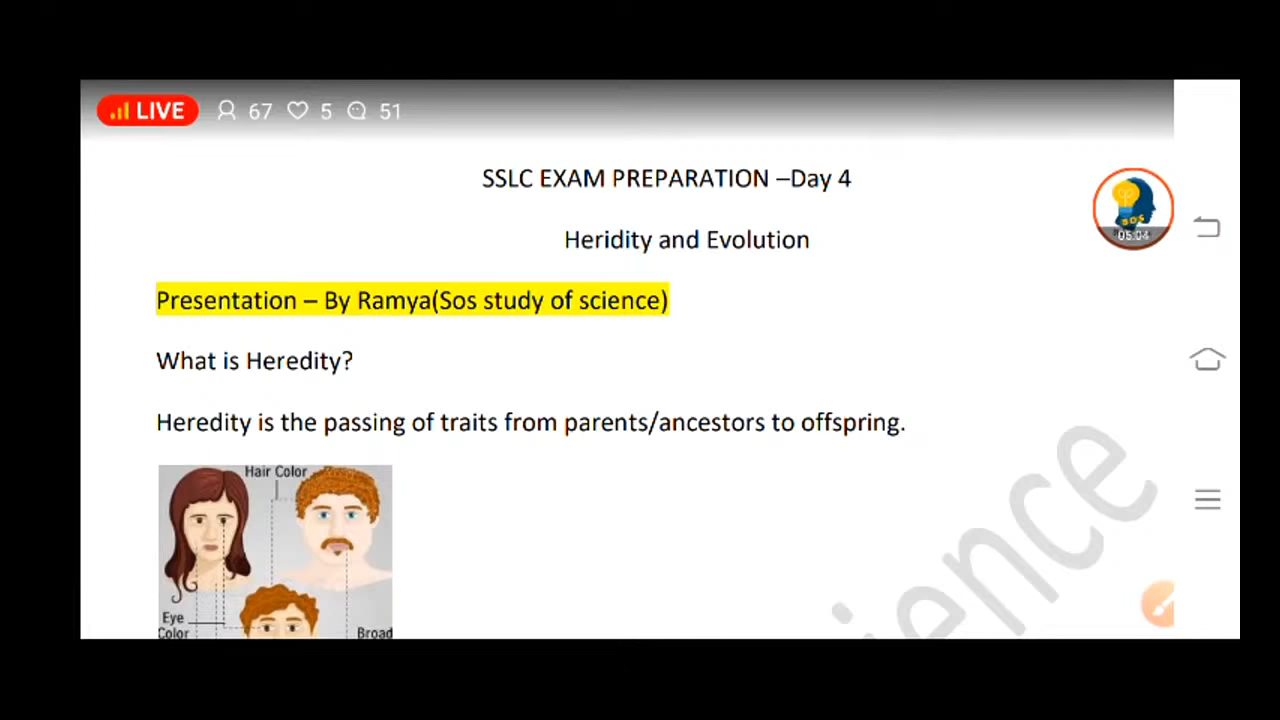 LIVE 67 5 51
SSLC EXAM PREPARATION –Day 4
SOS
05:04
Heridity and Evolution
Presentation – By Ramya(Sos study of science)
What is Heredity?
Heredity is the passing of traits from parents/ancestors to offspring.
Hair Color
Eye
Color
Broad